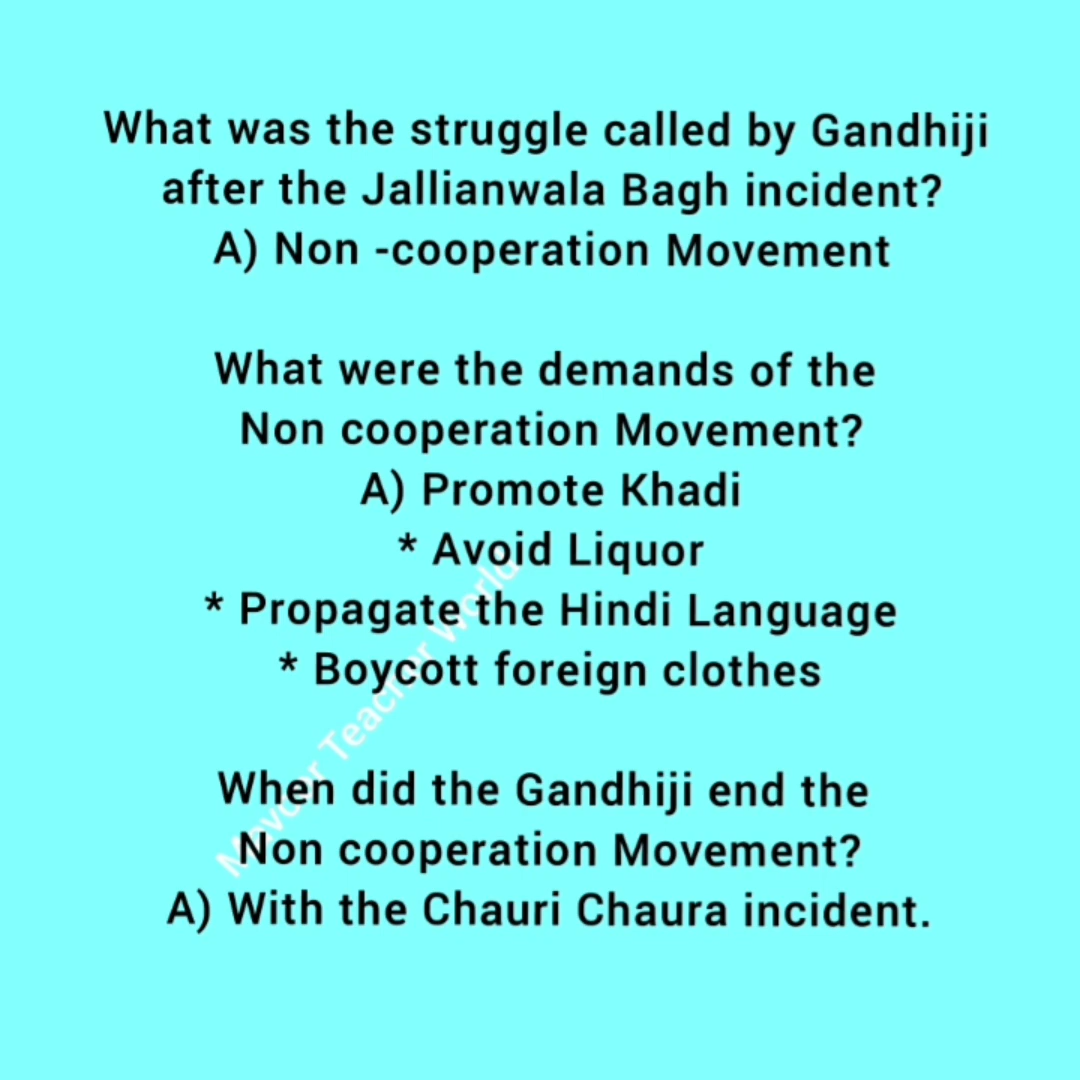 What was the struggle called by Gandhiji
after the Jallianwala Bagh incident?
A) Non -cooperation Movement
What were the demands of the
Non cooperation Movement?
A) Promote Khadi
* Avoid Liquor
* Propagate the Hindi Language
* Boycott foreign clothes
When did the Gandhiji end the
Non cooperation Movement?
A) With the Chauri Chaura incident.
Teacher World